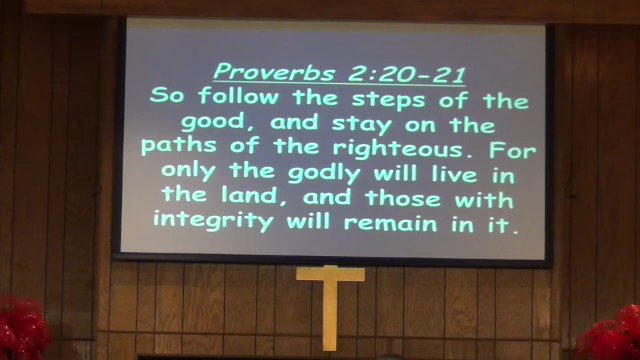 Proverbs 2:20-21
So follow the steps of the
good, and stay on the
paths of the righteous. For
only the godly will live in
the land, and those with
integrity will remain in it.